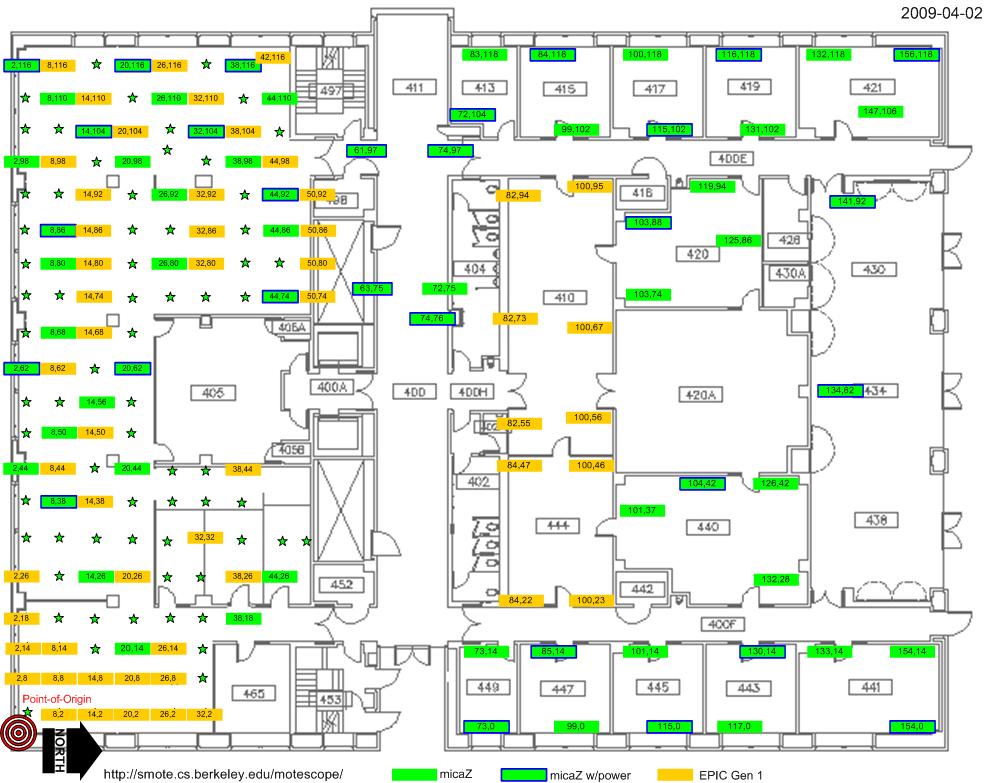 2009-04-02
83,118 84,118 100,118 116,118 132,118 156,118
42,116
2,116 8,116 20,116 26,116 38,116
497 411 413 415 417 419 421
8,110 14,110 26,110 32,110 44,110
72,104 147,106
14,104 20,104 32,104 38,104 99,102 115,102 131,102
61,97 74,97
2,98 8,98 20,98 38,98 44,98 400E
14,92 26,92 32,92 44,92 50,92 82,94 100,95 41B 119,94 141,92
103,88
8,86 14,86 32,86 44,86 50,86 125,86
420
8,80 14,80 26,80 32,80 50,80 404 430A 430
63,75 72,75
14,74 44,74 50,74 410 103,74
74,76 82,73
8,68 14,68 405A 100,67
2,62 8,62 20,62
405 400A 400 400H 420A 134,62 434
14,56
8,50 14,50 82,55 100,56
405B
2,44 8,44 20,44 38,44 84,47 100,46
402 104,42 126,42
8,38 14,38
101,37
444 440 438
32,32
2,26 14,26 20,26 38,26 44,26 452 442 132,28
84,22 100,23
2,18 38,18 400F
2,14 8,14 20,14 26,14 73,14 85,14 101,14 130,14 133,14 154,14
2,8 8,8 14,8 20,8 26,8
465 453 449 447 445 443 441
Point-of-Origin
8,2 14,2 20,2 26,2 32,2
73,0 99,0 115,0 117,0 154,0
NORTH
http://smote.cs.berkeley.edu/motescope/ micaZ micaZ w/power EPIC Gen 1